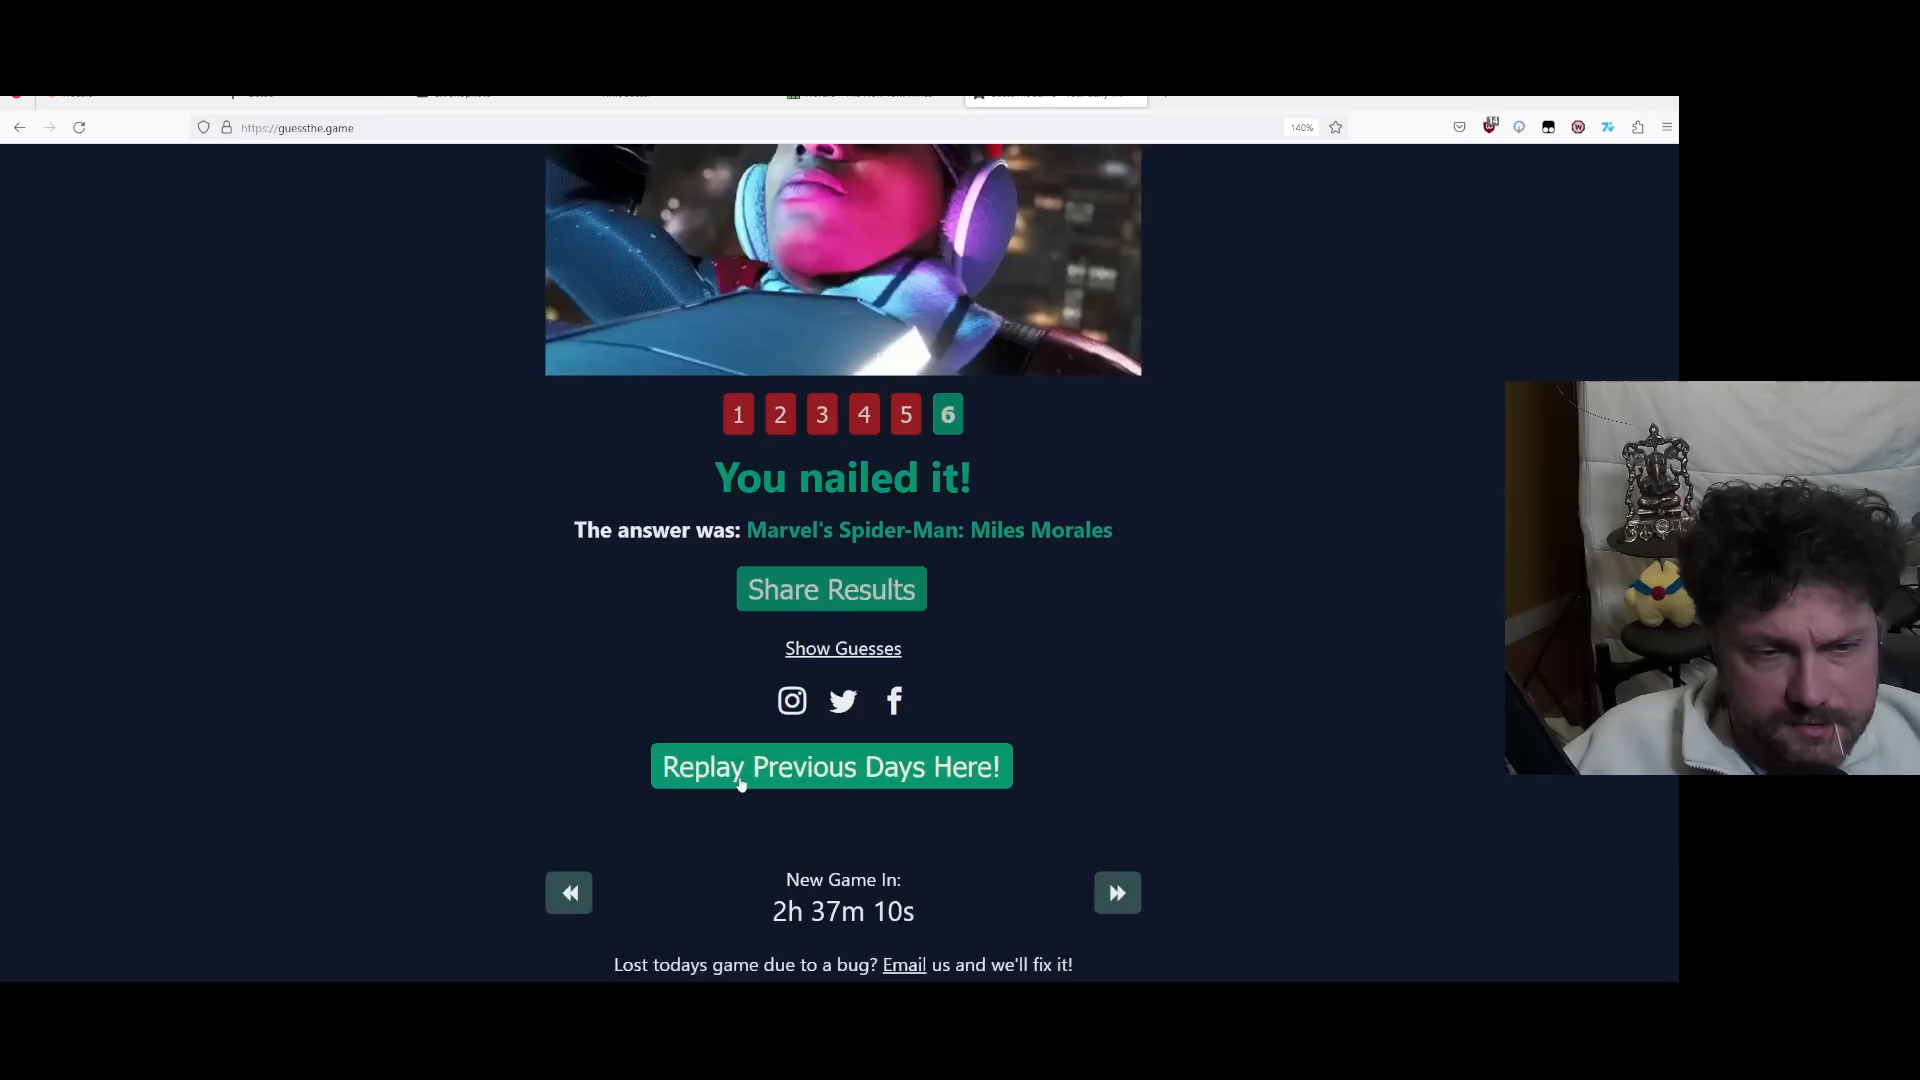 https://guessthe.game
140%
14
1 2 3 4 5 6
You nailed it!
The answer was: Marvel's Spider-Man: Miles Morales
Share Results
Show Guesses
Replay Previous Days Here!
New Game In:
2h 37m 10s
Lost todays game due to a bug? Email us and we'll fix it!